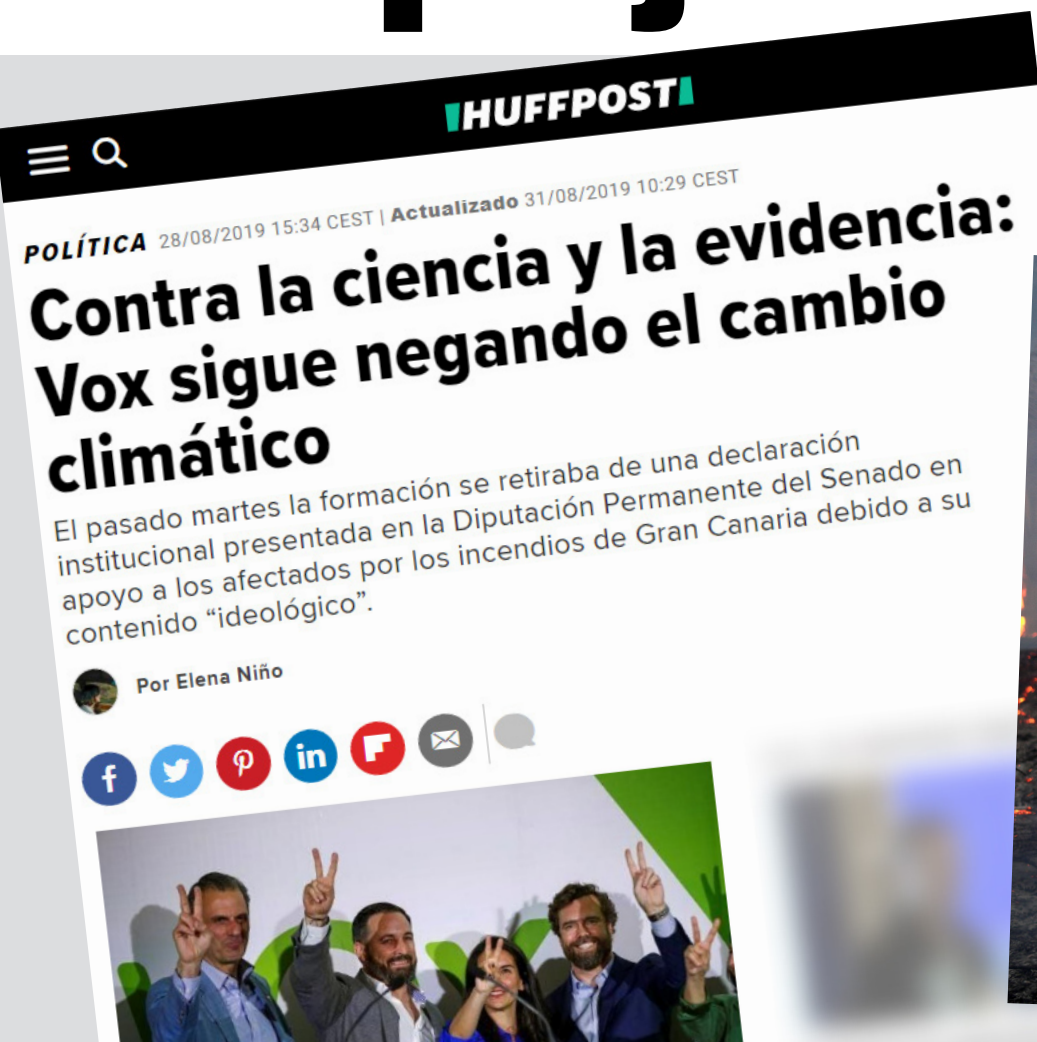 HUFFPOST
POLÍTICA 28/08/2019 15:34 CEST | Actualizado 31/08/2019 10:29 CEST
Contra la ciencia y la evidencia:
Vox sigue negando el cambio
climático
El pasado martes la formación se retiraba de una declaración
institucional presentada en la Diputación Permanente del Senado en
apoyo a los afectados por los incendios de Gran Canaria debido a su
contenido “ideológico”.
Por Elena Niño